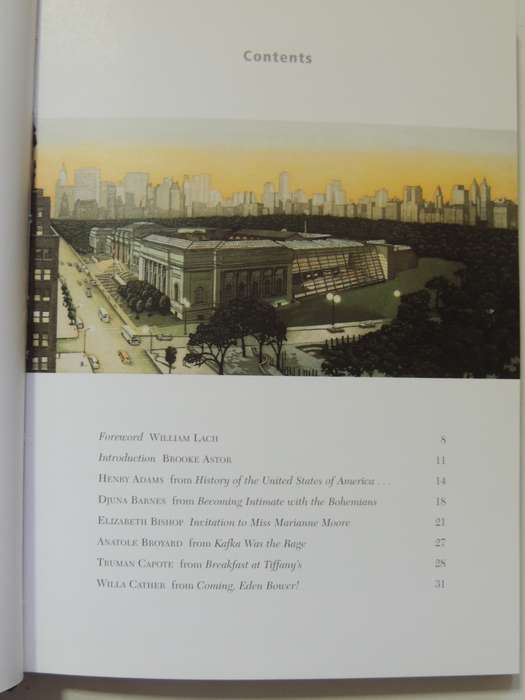 Contents
Foreword WILLIAM LACH 8
Introduction BROOKE ASTOR 11
HENRY ADAMS from History of the United States of America . . . 14
DJUNA BARNES from Becoming Intimate with the Bohemians 18
ELIZABETH BISHOP Invitation to Miss Marianne Moore 21
ANATOLE BROYARD from Kafka Was the Rage 27
TRUMAN CAPOTE from Breakfast at Tiffany's 28
WILLA CATHER from Coming, Eden Bower! 31